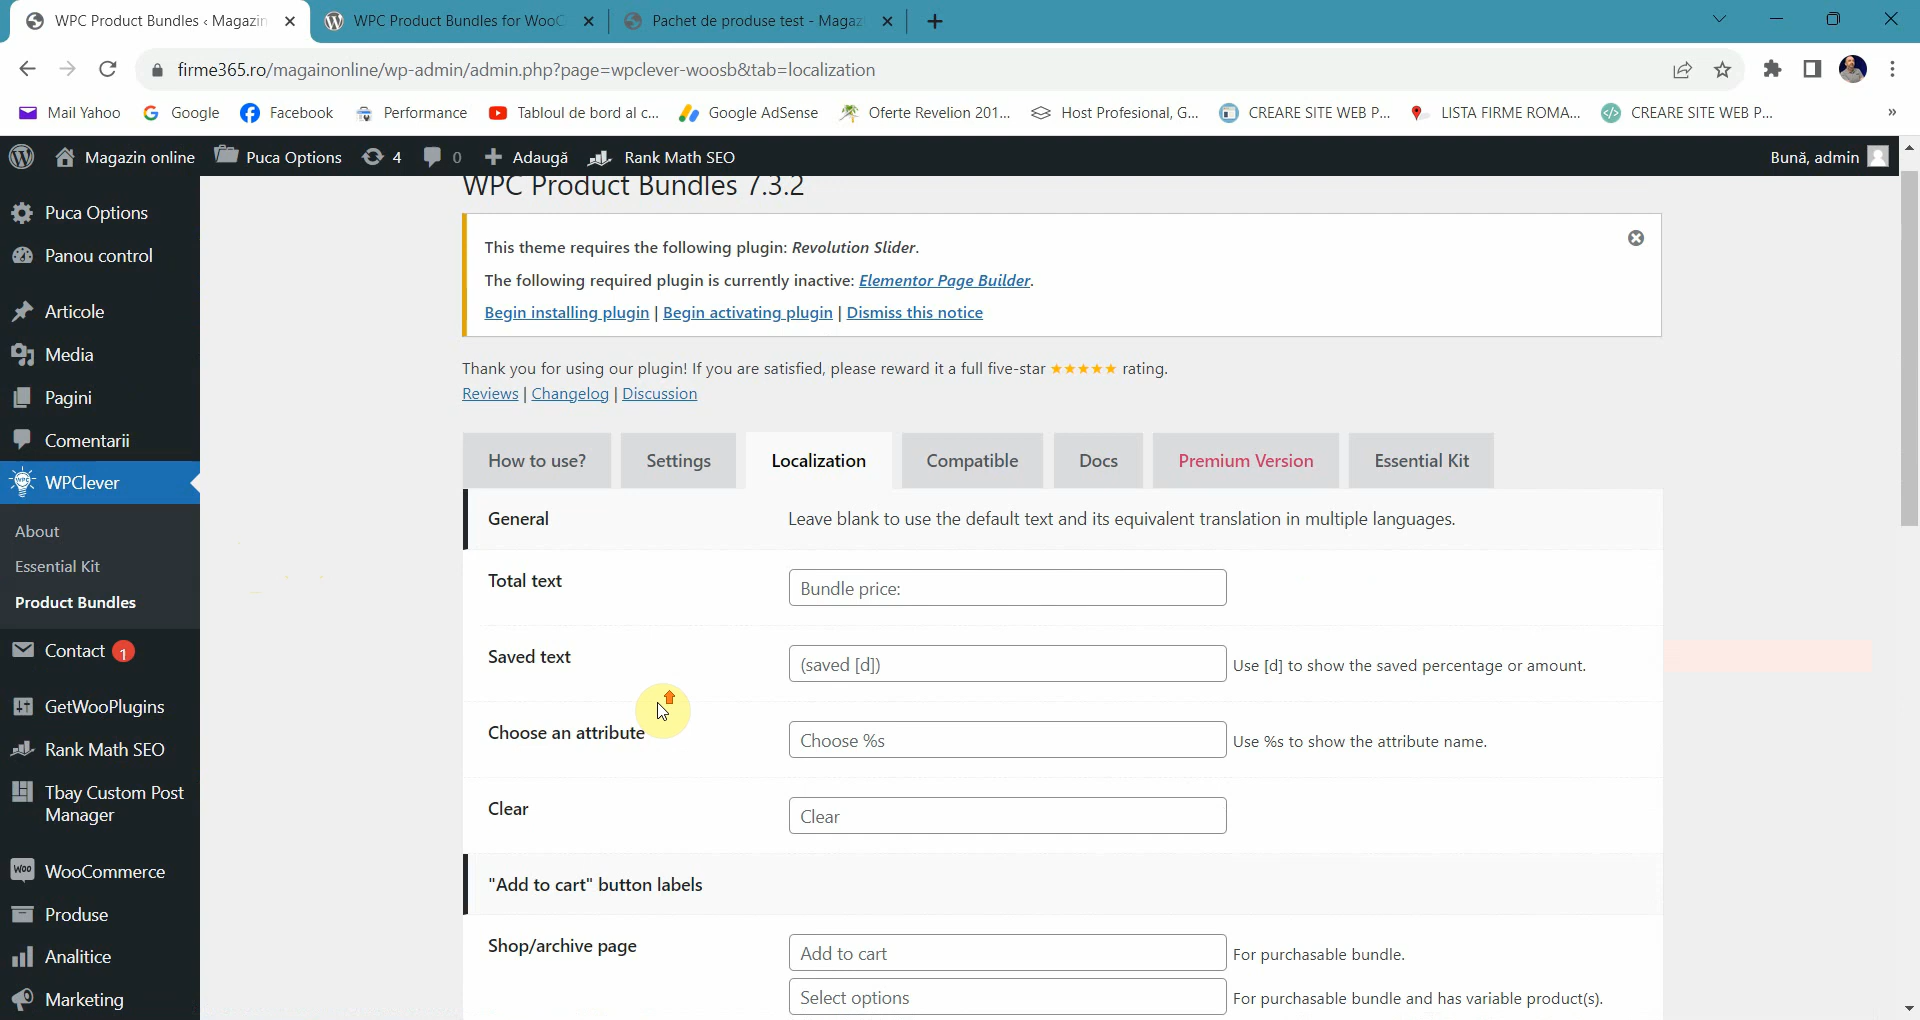 WPC Product Bundles ‹ Magazin
WPC Product Bundles for WooC
Pachet de produse test - Magaz
firme365.ro/magainonline/wp-admin/admin.php?page=wpclever-woosb&tab=localization
Mail Yahoo
Google
Facebook
Performance
Tabloul de bord al c...
Google AdSense
Oferte Revelion 201...
Host Profesional, G...
CREARE SITE WEB P...
LISTA FIRME ROMA...
CREARE SITE WEB P...
»
Magazin online
Puca Options
4
0
Adaugă
Rank Math SEO
Bună, admin
Puca Options
Panou control
Articole
Media
Pagini
Comentarii
WPClever
About
Essential Kit
Product Bundles
Contact 1
GetWooPlugins
Rank Math SEO
Tbay Custom Post
Manager
WooCommerce
Produse
Analitice
Marketing
WPC Product Bundles 7.3.2
This theme requires the following plugin: Revolution Slider.
The following required plugin is currently inactive: Elementor Page Builder.
Begin installing plugin | Begin activating plugin | Dismiss this notice
Thank you for using our plugin! If you are satisfied, please reward it a full five-star ★★★★★ rating.
Reviews | Changelog | Discussion
How to use?
Settings
Localization
Compatible
Docs
Premium Version
Essential Kit
General
Leave blank to use the default text and its equivalent translation in multiple languages.
Total text
Bundle price:
Saved text
(saved [d])
Use [d] to show the saved percentage or amount.
Choose an attribute
Choose %s
Use %s to show the attribute name.
Clear
Clear
"Add to cart" button labels
Shop/archive page
Add to cart
For purchasable bundle.
Select options
For purchasable bundle and has variable product(s).